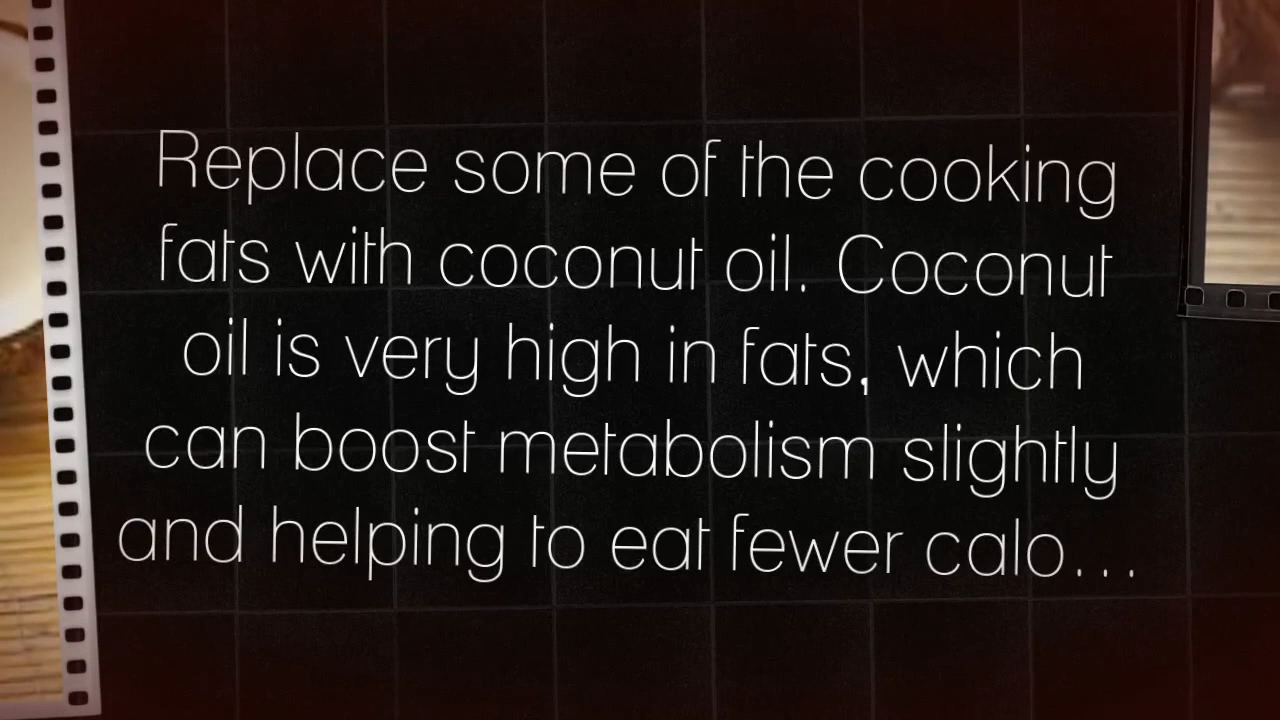 Replace some of the cooking
fats with coconut oil. Coconut
oil is very high in fats, which
can boost metabolism slightly
and helping to eat fewer calo...